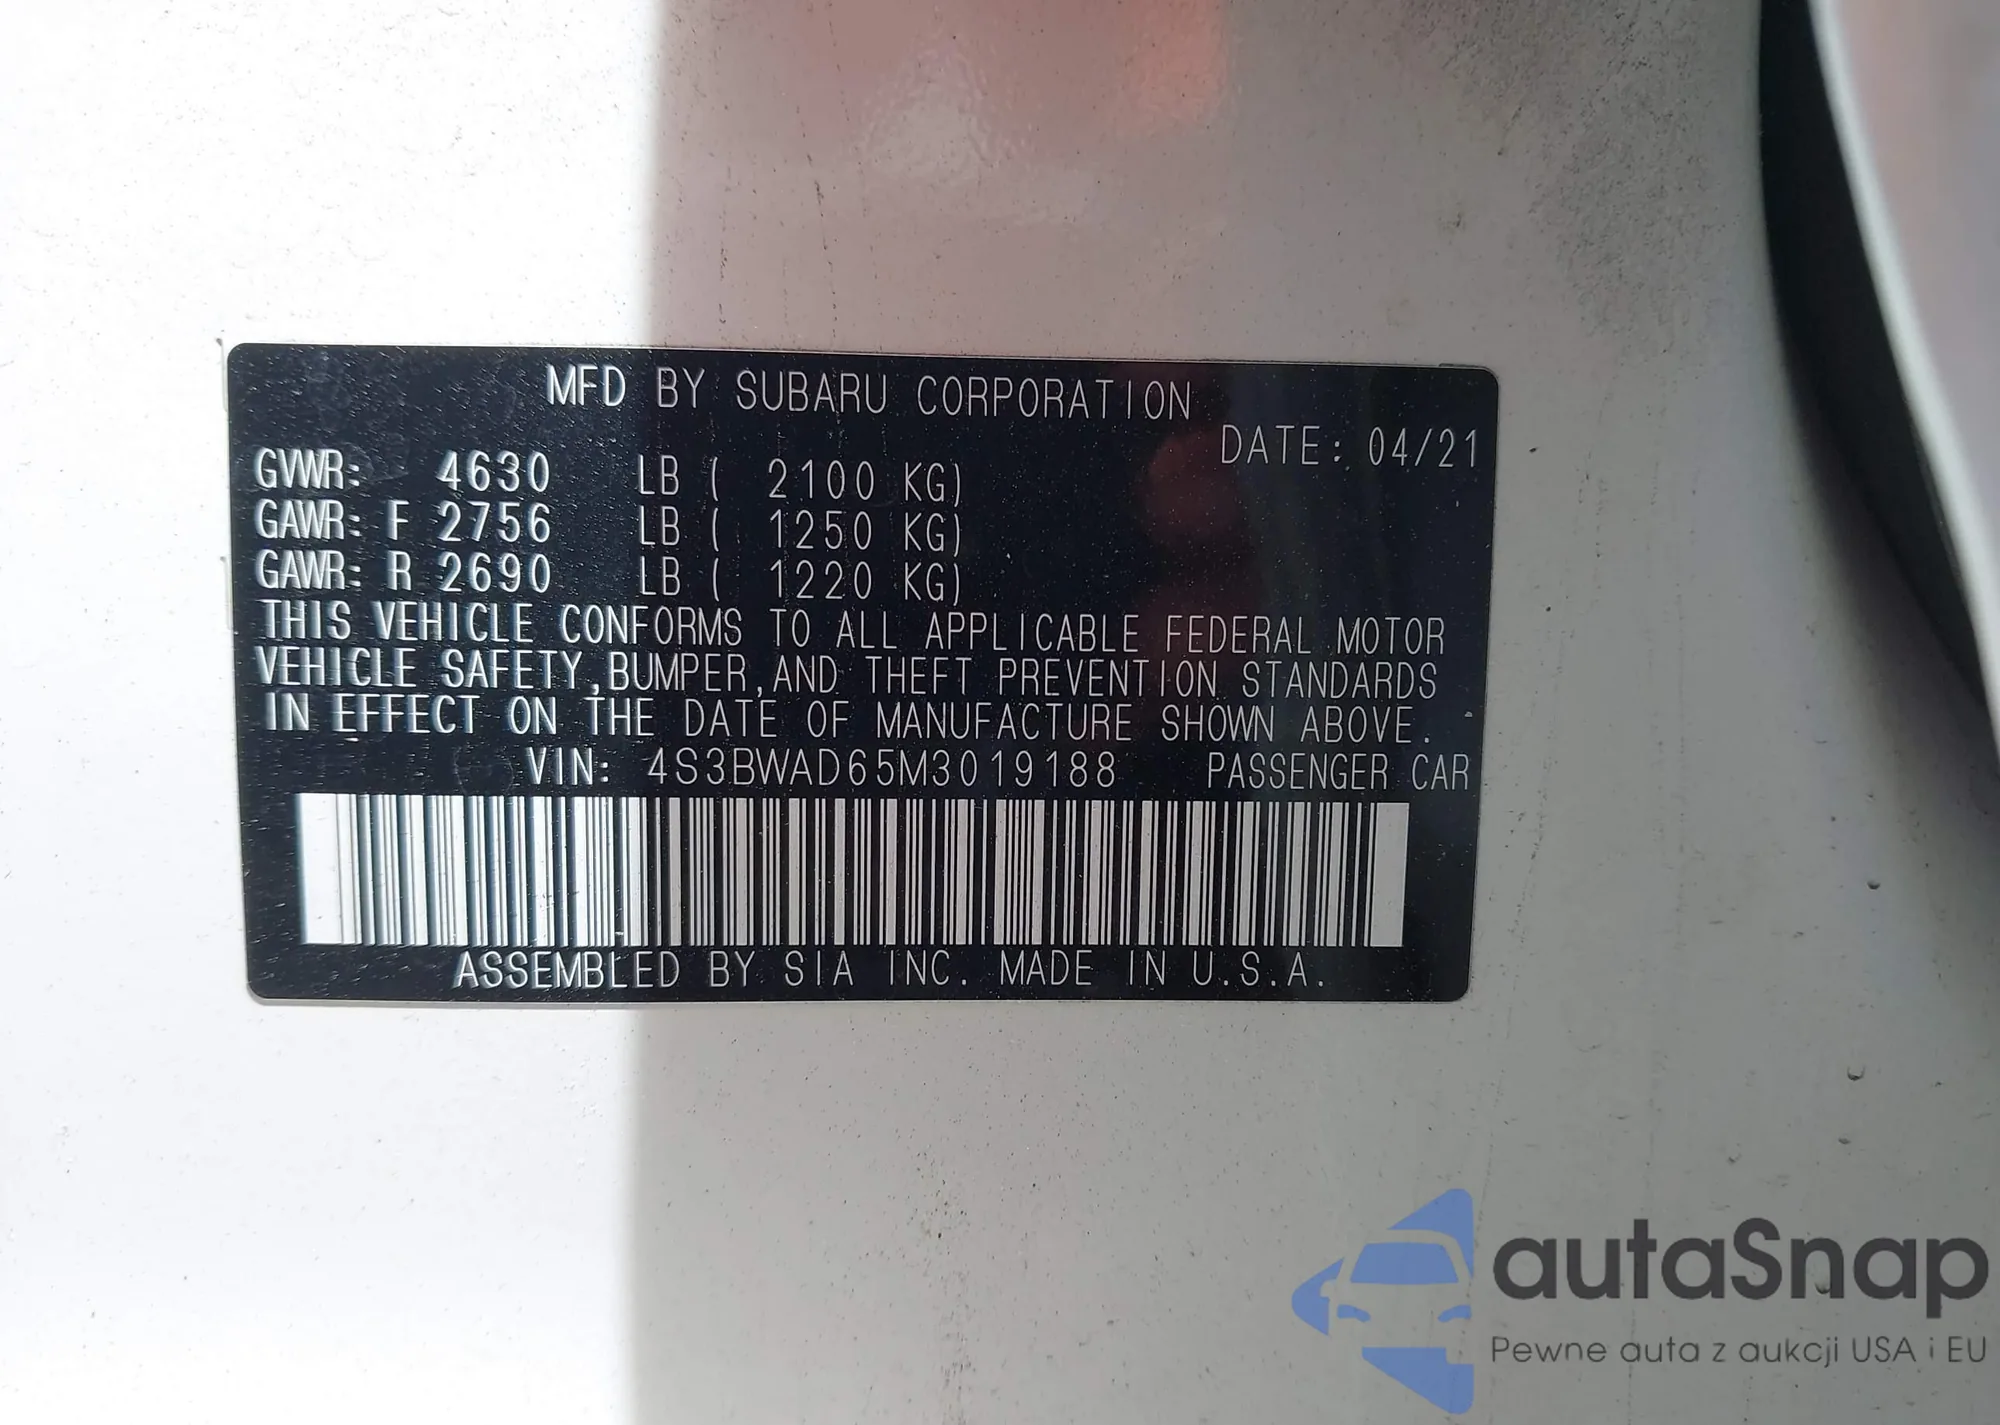 MFD BY SUBARU CORPORATION
DATE: 04/21
GVWR: 4630 LB ( 2100 KG)
GAWR: F 2756 LB ( 1250 KG)
GAWR: R 2690 LB ( 1220 KG)
THIS VEHICLE CONFORMS TO ALL APPLICABLE FEDERAL MOTOR
VEHICLE SAFETY,BUMPER,AND THEFT PREVENTION STANDARDS
IN EFFECT ON THE DATE OF MANUFACTURE SHOWN ABOVE.
VIN: 4S3BWAD65M3019188 PASSENGER CAR
ASSEMBLED BY SIA INC. MADE IN U.S.A.
autaSnap
Pewne auta z aukcji USA i EU